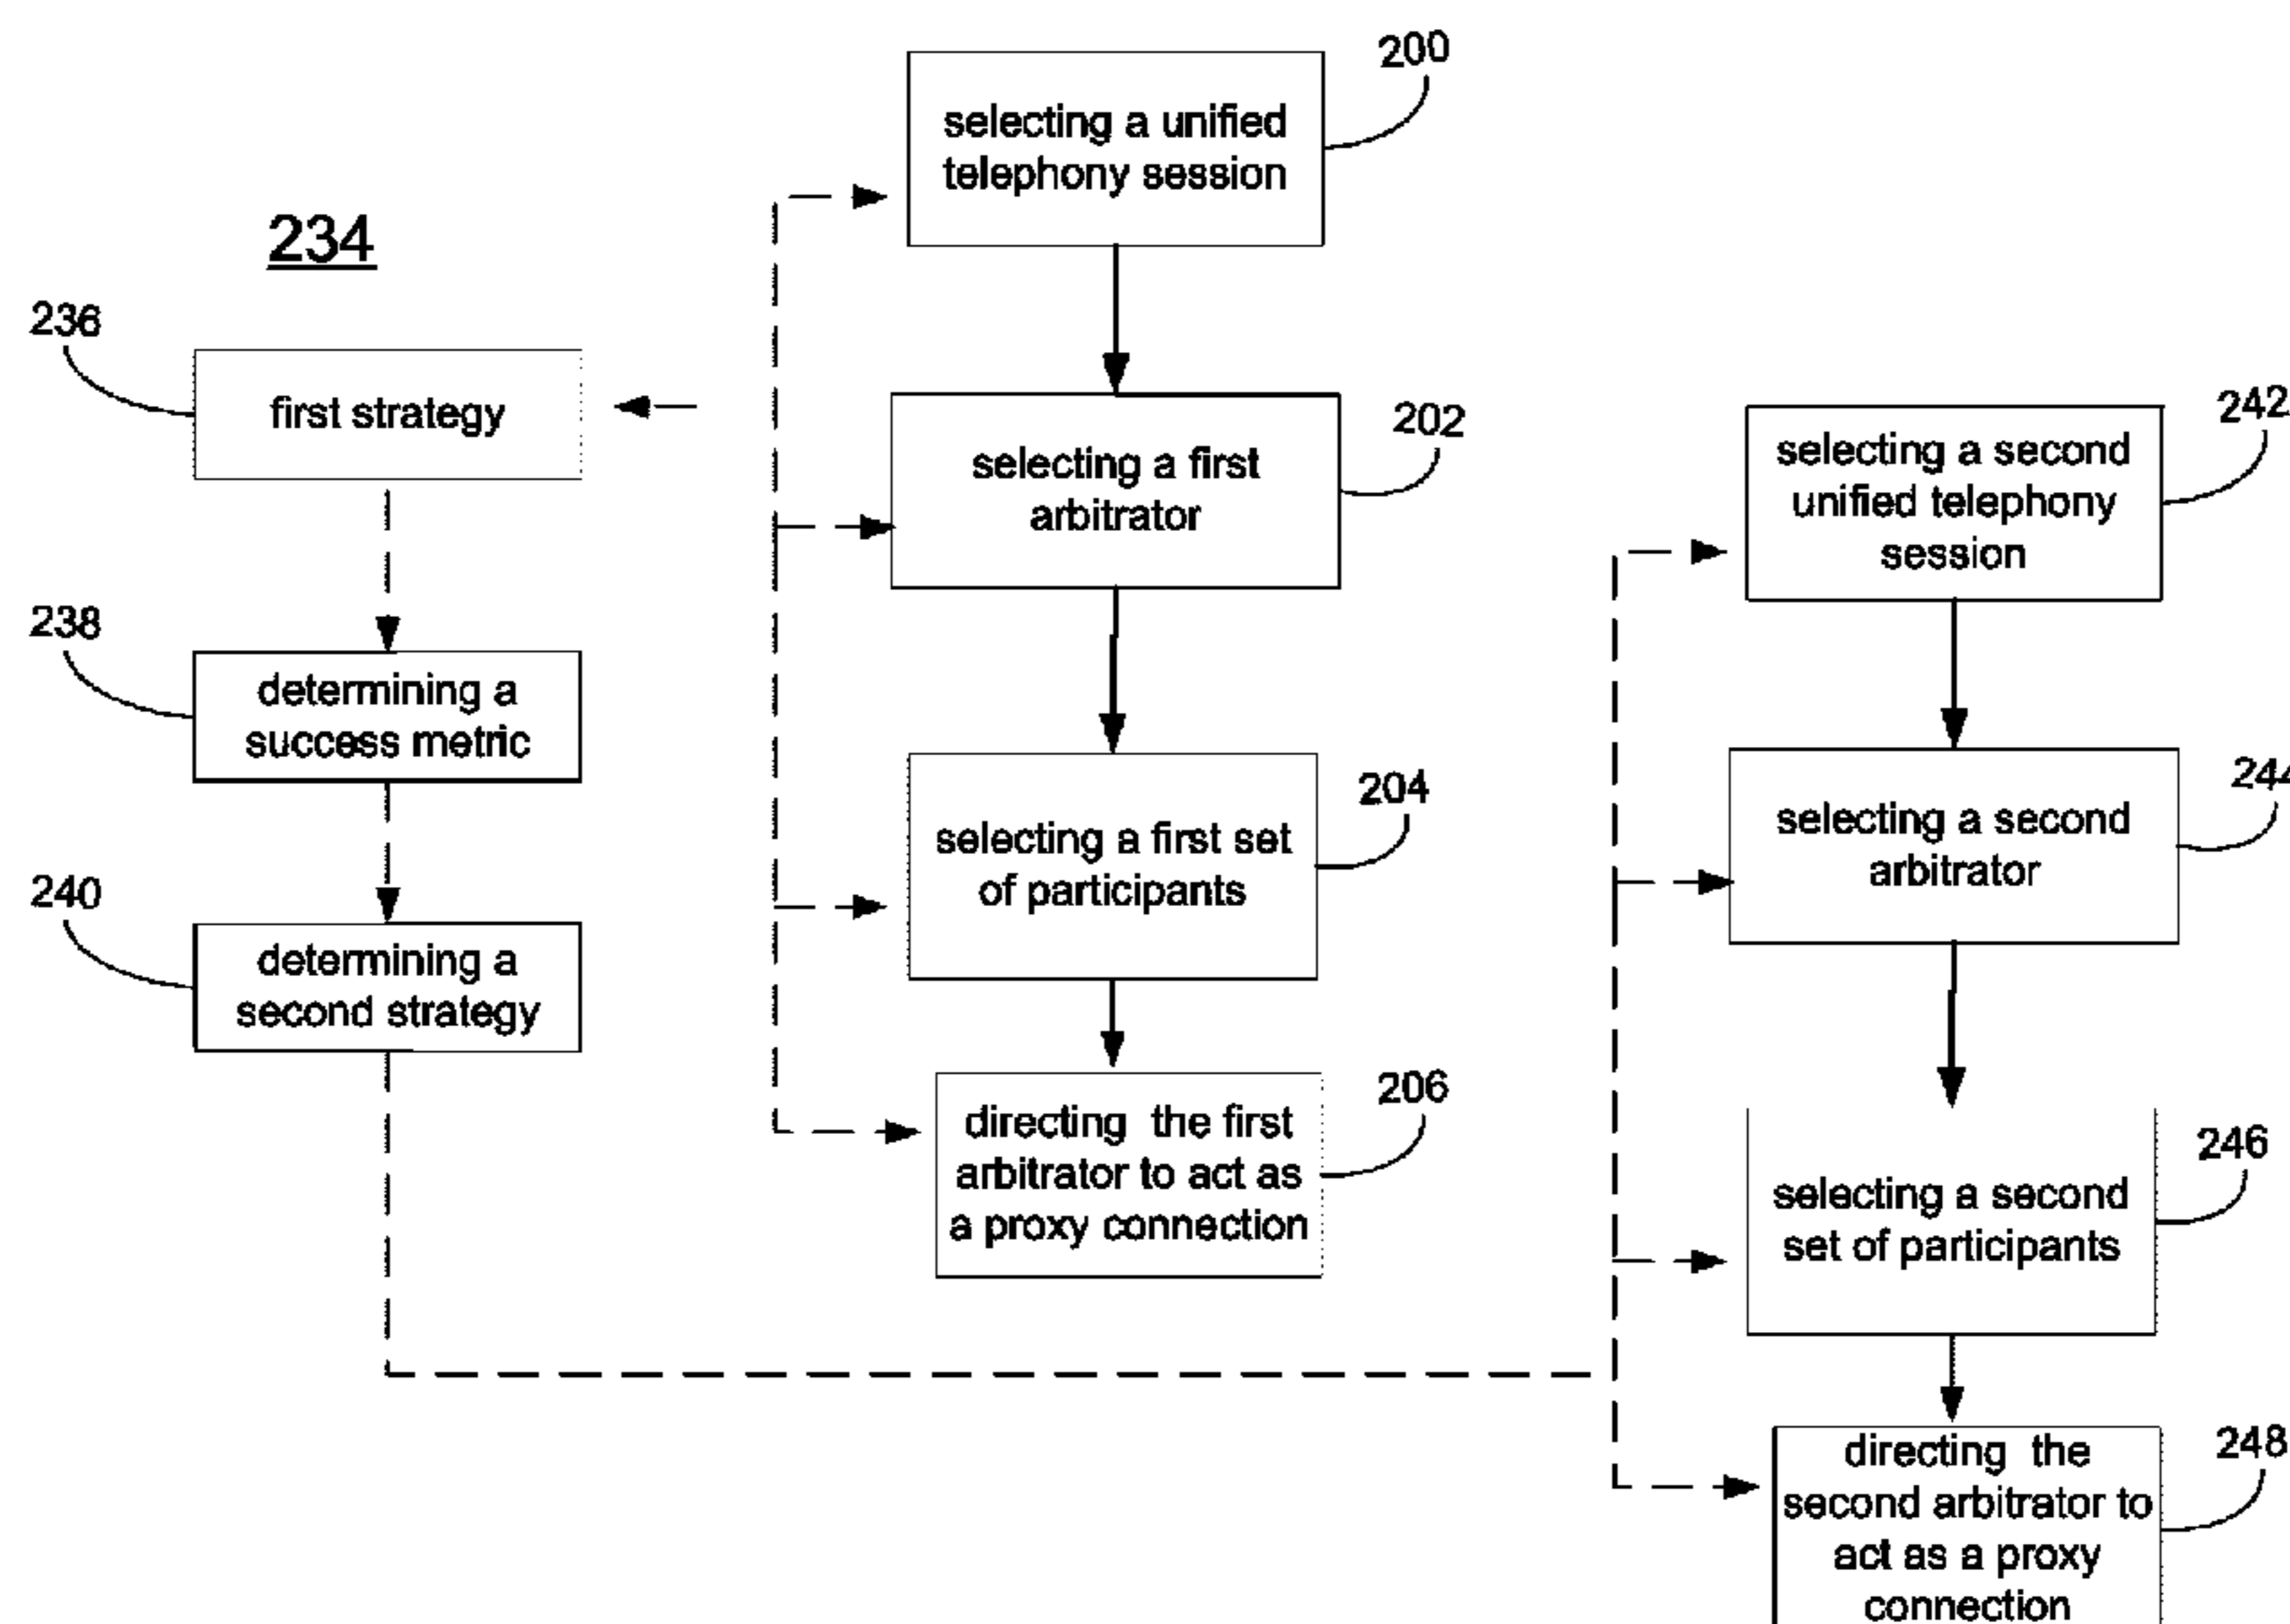 234
236
first strategy
238
determining a
success metric
240
determining a
second strategy
200
selecting a unified
telephony session
202
selecting a first
arbitrator
204
selecting a first set
of participants
206
directing the first
arbitrator to act as
a proxy connection
242
selecting a second
unified telephony
session
244
selecting a second
arbitrator
246
selecting a second
set of participants
248
directing the
second arbitrator to
act as a proxy
connection